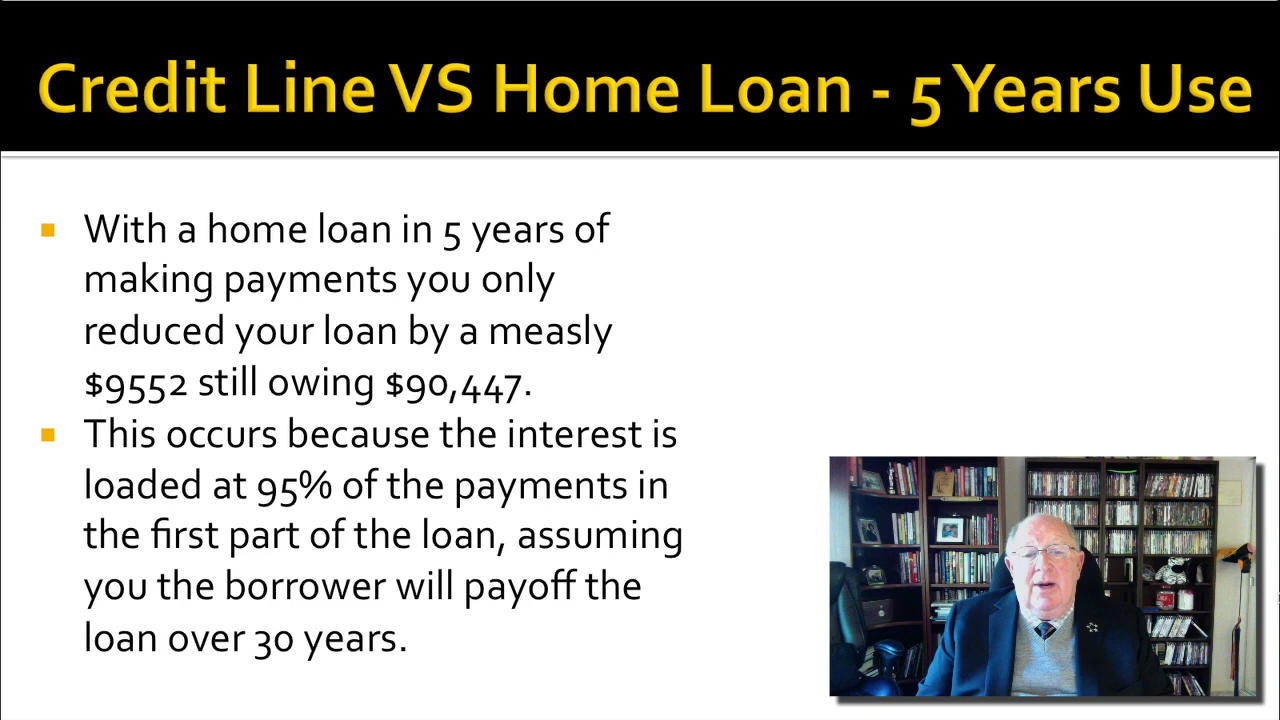 Credit Line VS Home Loan - 5 Years Use
With a home loan in 5 years of
making payments you only
reduced your loan by a measly
$9552 still owing $90,447.
This occurs because the interest is
loaded at 95% of the payments in
the first part of the loan, assuming
you the borrower will payoff the
loan over 30 years.